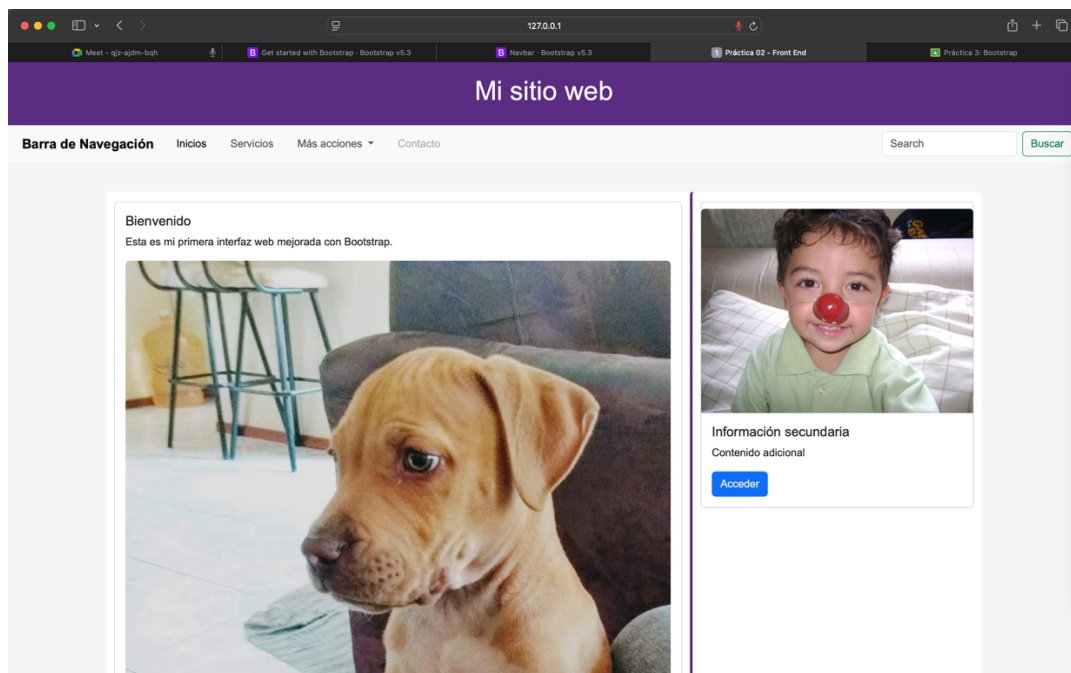 127.0.0.1
Meet - qjz-ajdm-bqh
B Get started with Bootstrap · Bootstrap v5.3
B Navbar · Bootstrap v5.3
1 Práctica 02 - Front End
Práctica 3: Bootstrap
Mi sitio web
Barra de Navegación Inicios Servicios Más acciones Contacto Search Buscar
Bienvenido
Esta es mi primera interfaz web mejorada con Bootstrap.
Información secundaria
Contenido adicional
Acceder